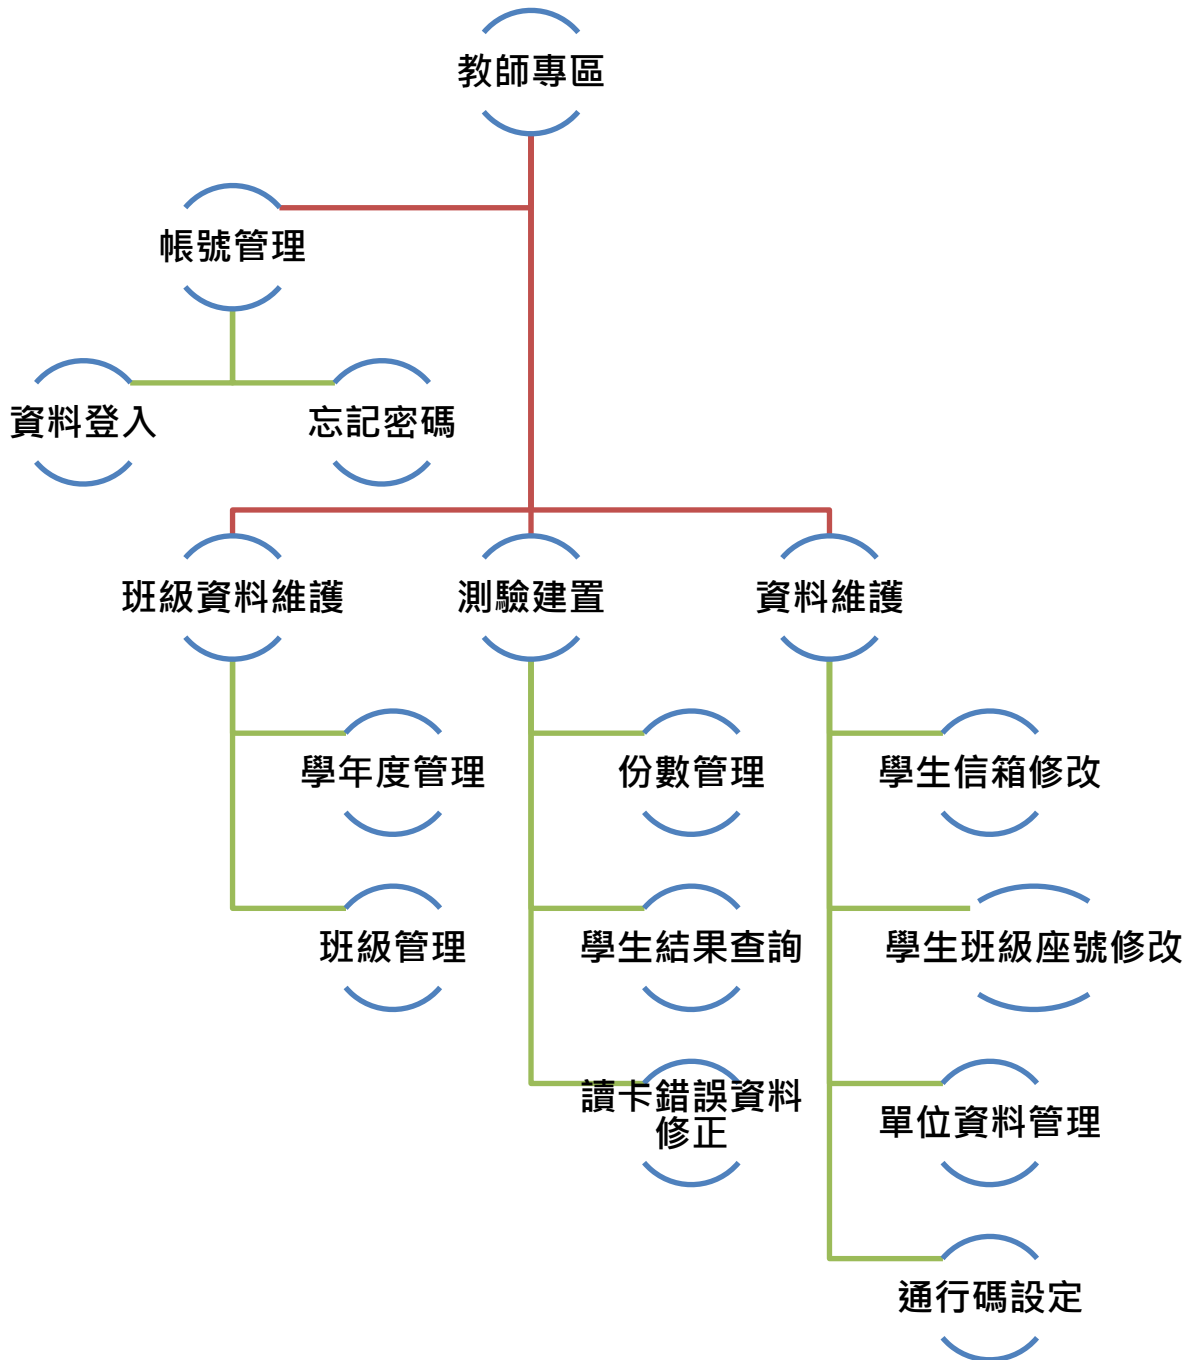 教師專區
帳號管理
資料登入
忘記密碼
班級資料維護
測驗建置
資料維護
學年度管理
份數管理
學生信箱修改
班級管理
學生結果查詢
學生班級座號修改
讀卡錯誤資料
修正
單位資料管理
通行碼設定